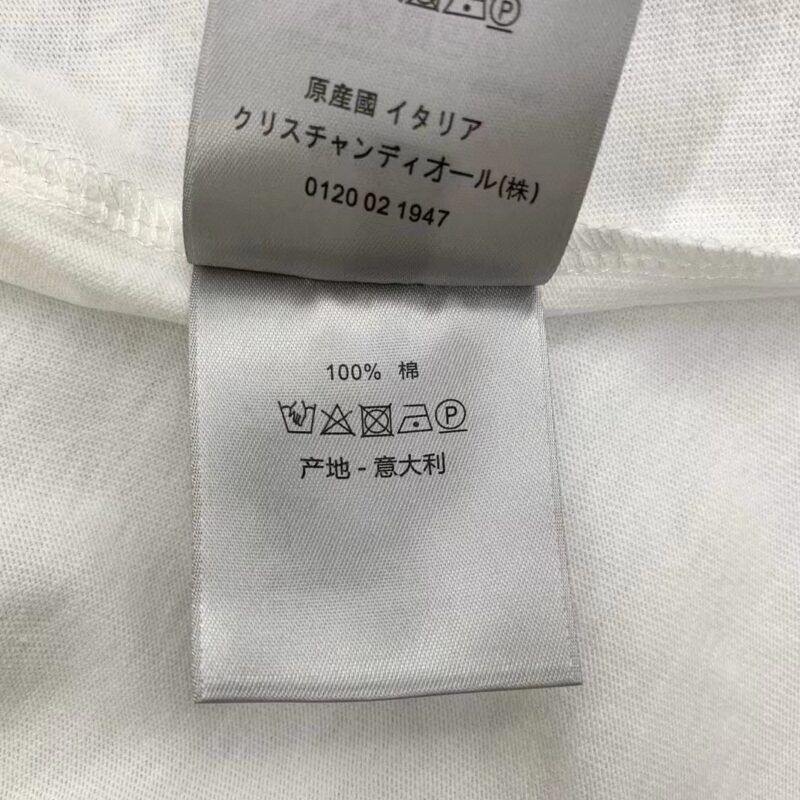 原産國 イタリア
クリスチャンディオール(株)
0120 02 1947
100% 棉
产地 - 意大利